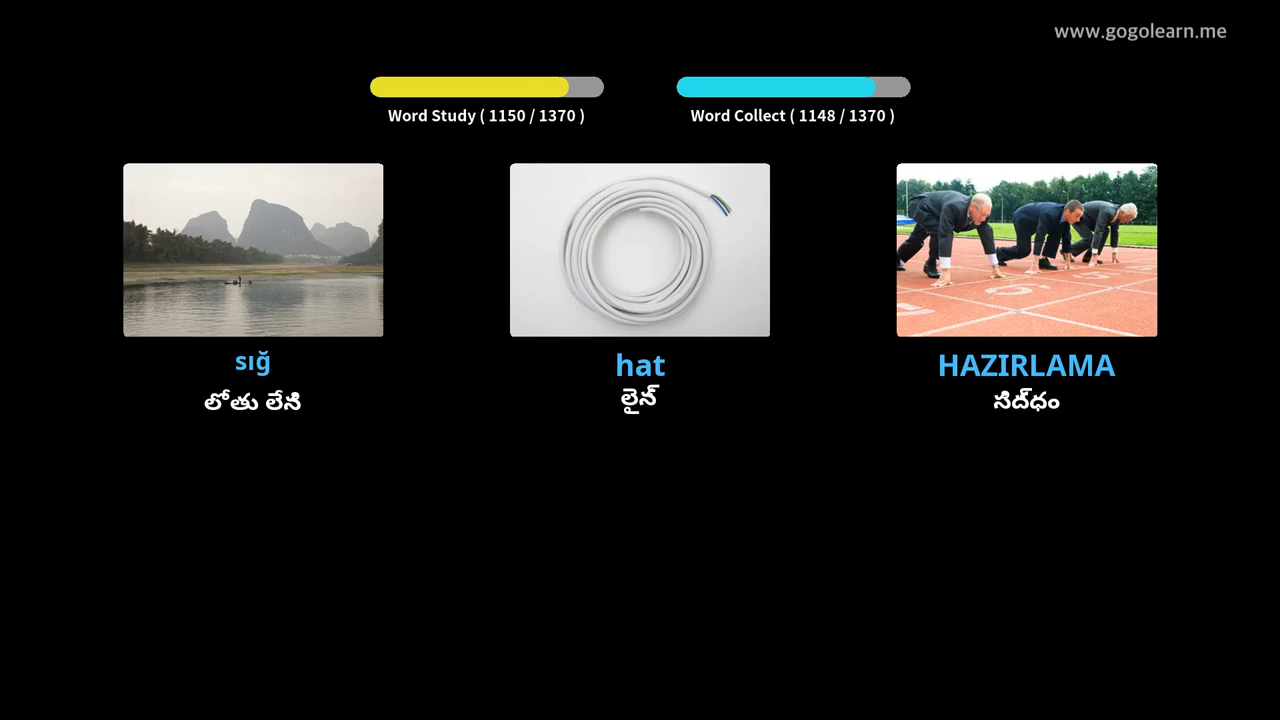 www.gogolearn.me
Word Study ( 1150 / 1370 )
Word Collect ( 1148 / 1370 )
sığ
hat
HAZIRLAMA
లోతు లేని
లైన్
సిద్ధం